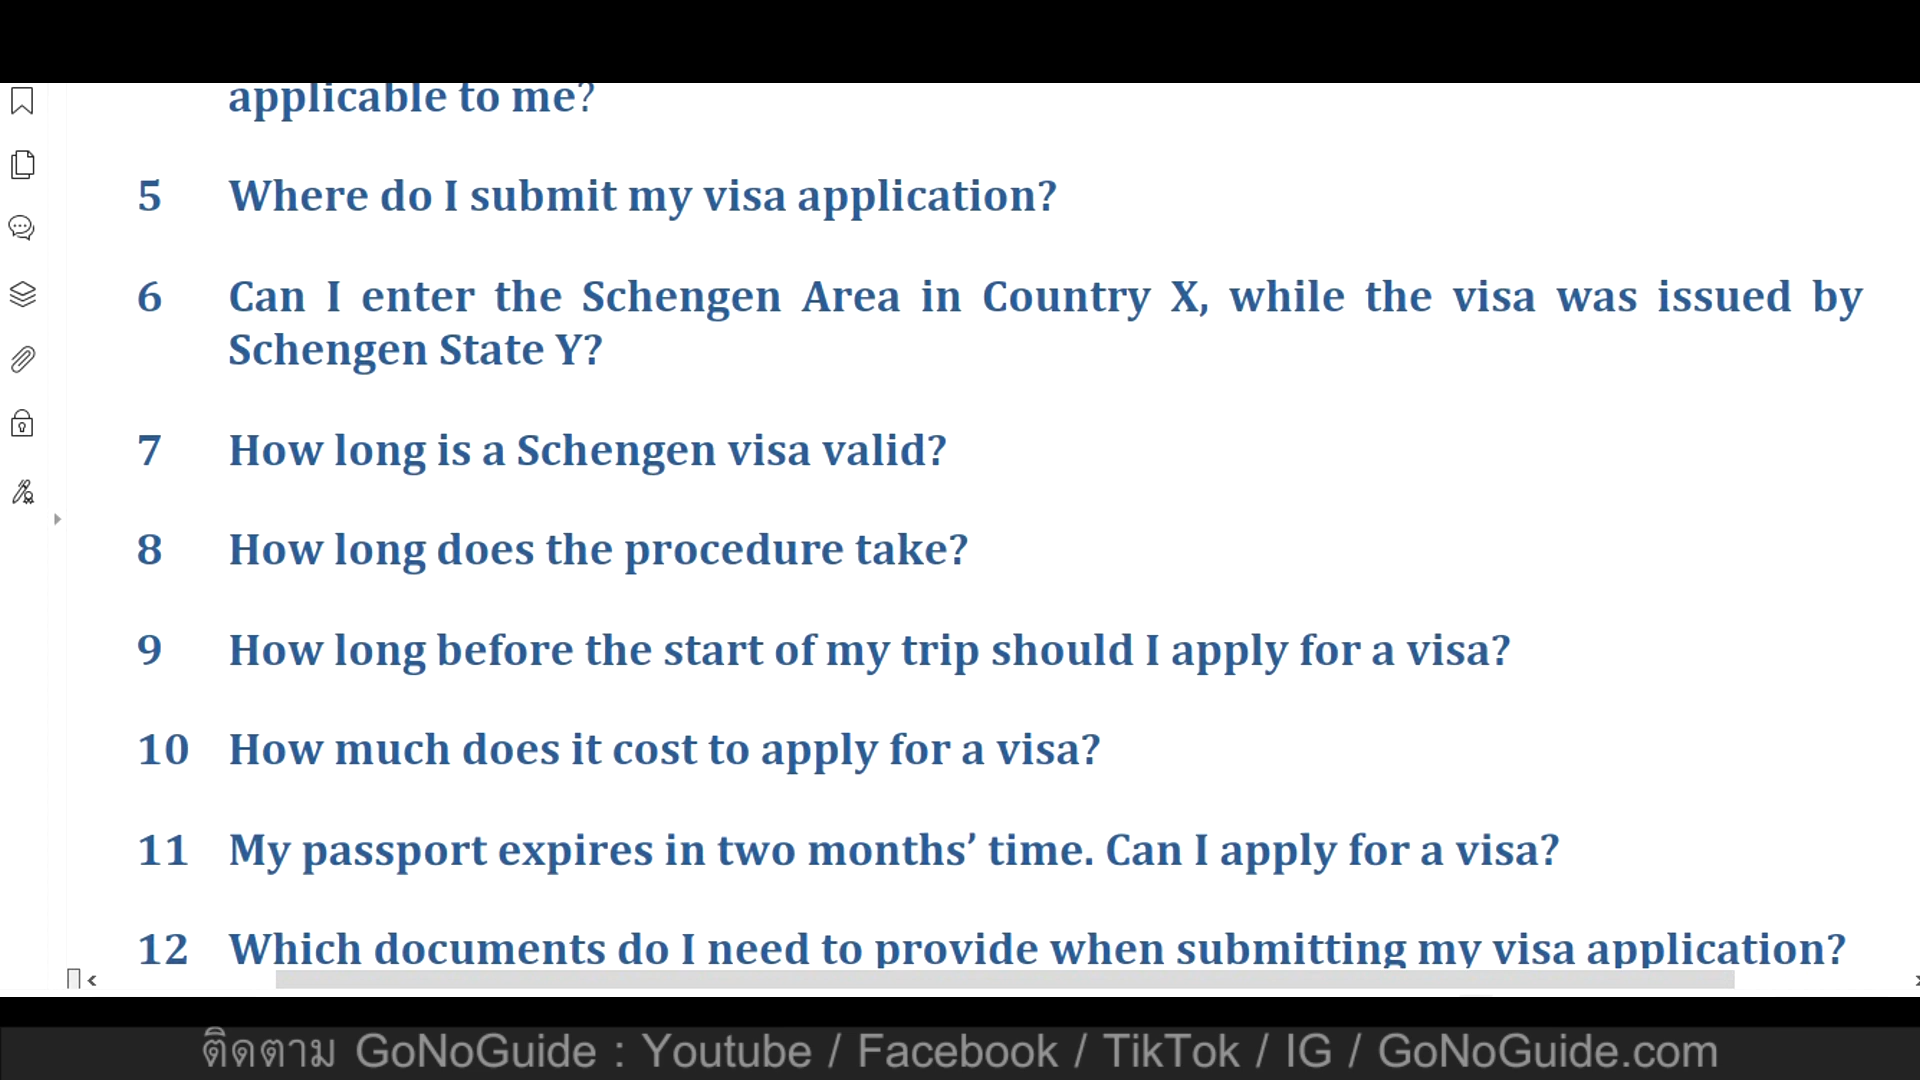 applicable to me?
5 Where do I submit my visa application?
6 Can I enter the Schengen Area in Country X, while the visa was issued by
Schengen State Y?
7 How long is a Schengen visa valid?
8 How long does the procedure take?
9 How long before the start of my trip should I apply for a visa?
10 How much does it cost to apply for a visa?
11 My passport expires in two months’ time. Can I apply for a visa?
12 Which documents do I need to provide when submitting my visa application?
ติดตาม GoNoGuide : Youtube / Facebook / TikTok / IG / GoNoGuide.com